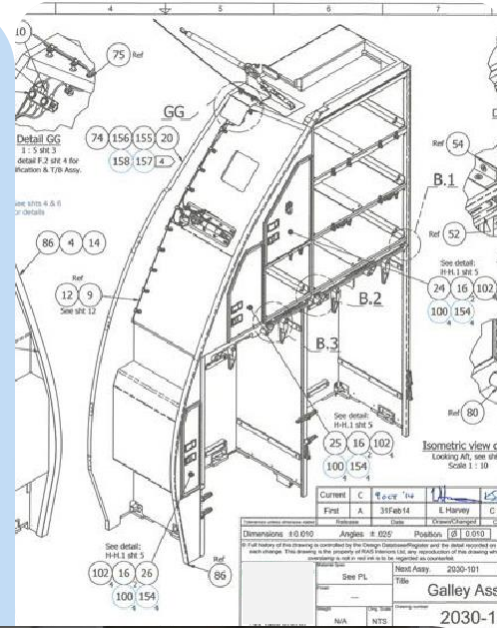 4
5
6
7
10
75
Ref
Detail GG
1 : 5 sht 3
detail F.2 sht 4 for
ification & T/B Assy.
GG
74 156 155 20
158 157 4
See shts 4 & 6
or details
86 4 14
Ref
12 9
See sht 12
Ref 54
B.1
Ref 52
See detail:
H-H.1 sht 5
24 16 102
100 154
B.2
B.3
See detail:
H-H.1 sht 5
25 16 102
100 154
Ref 80
Isometric view
Looking Aft, see sh
Scale 1 : 10
See detail:
H-H.1 sht 5
102 16 26
100 154
Ref
86
Current C
First A 31Feb14 L Harvey C
Release Date Drawn/Changed
Dimensions ±0.010 Angles ± .025° Position 0.010
See PL
Next Assy. 2030-101
Title
Galley Ass
N/A NTS
Drawing number
2030-1